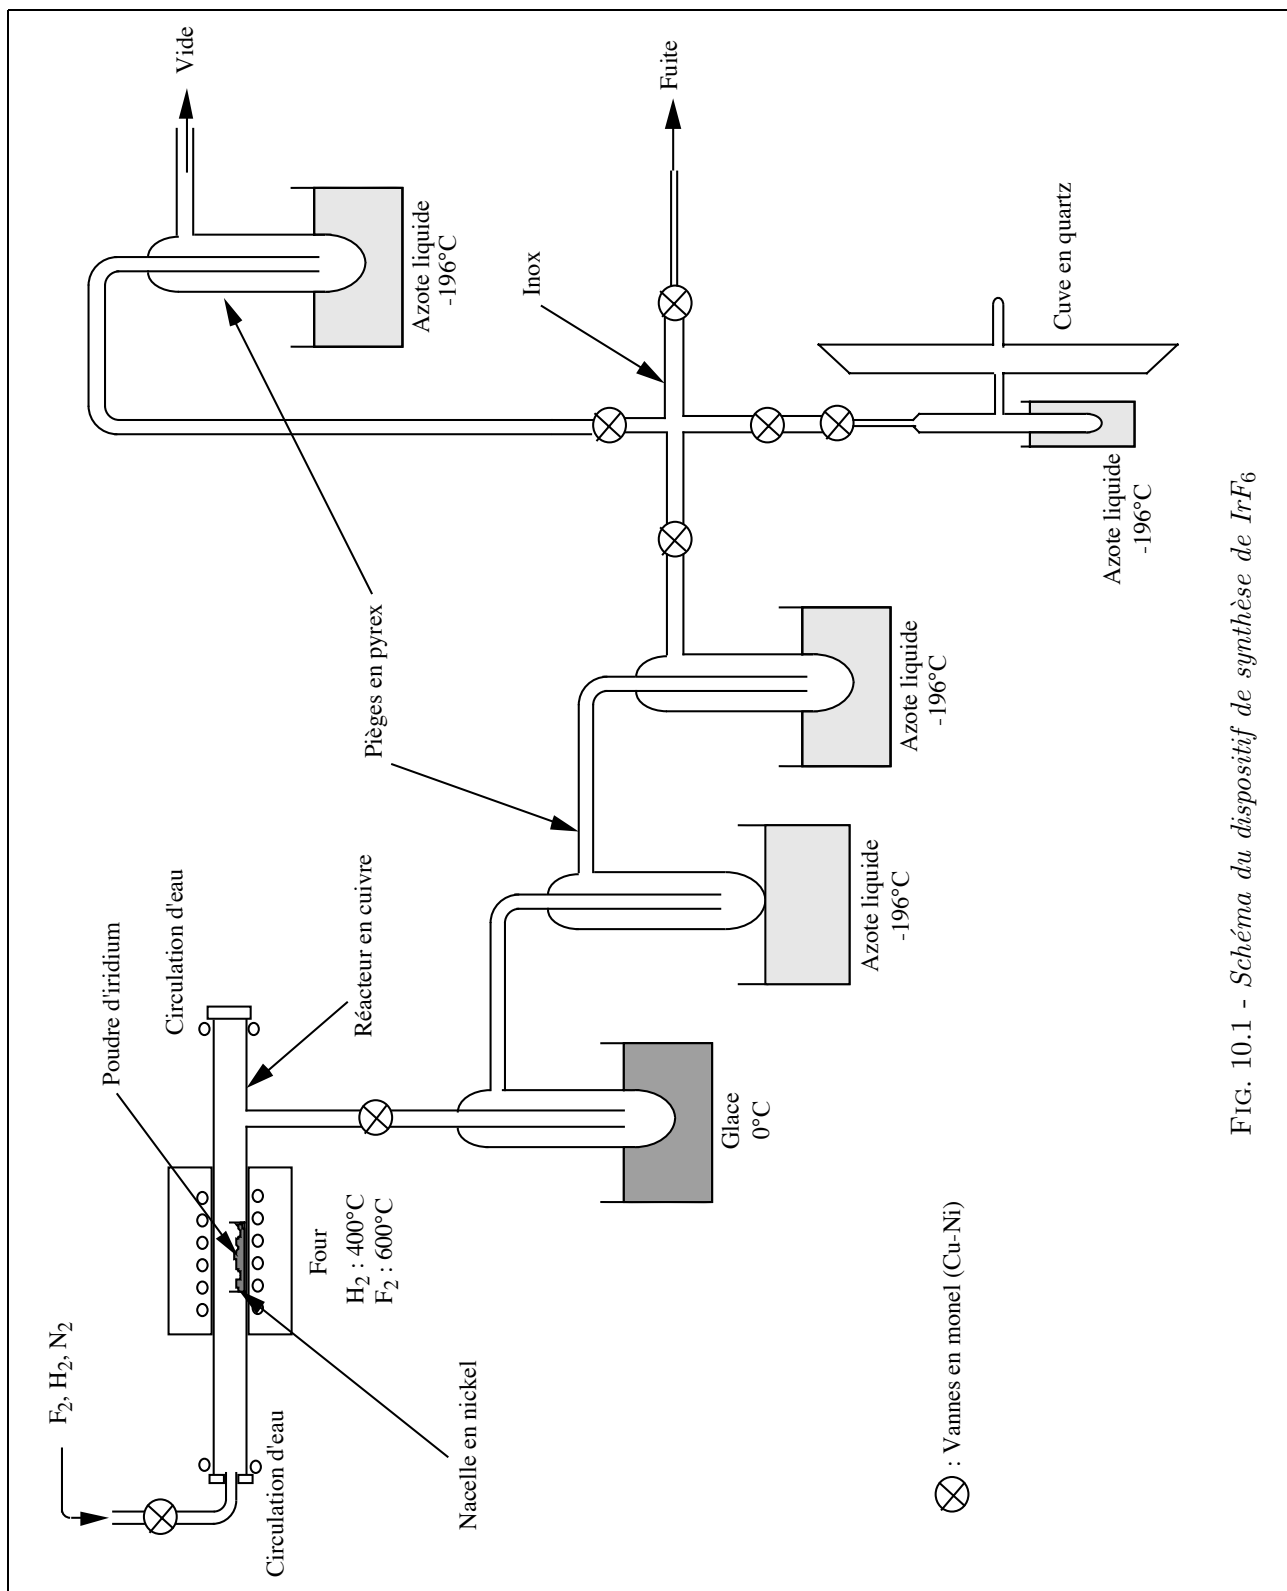 F2, H2, N2
Circulation d'eau
Nacelle en nickel
Poudre d'iridium
Circulation d'eau
Réacteur en cuivre
Four
H2 : 400°C
F2 : 600°C
Glace
0°C
Azote liquide
-196°C
Azote liquide
-196°C
Pièges en pyrex
Inox
Vide
Azote liquide
-196°C
Fuite
Cuve en quartz
Azote liquide
-196°C
: Vannes en monel (Cu-Ni)
FIG. 10.1 - Schéma du dispositif de synthèse de IrF6